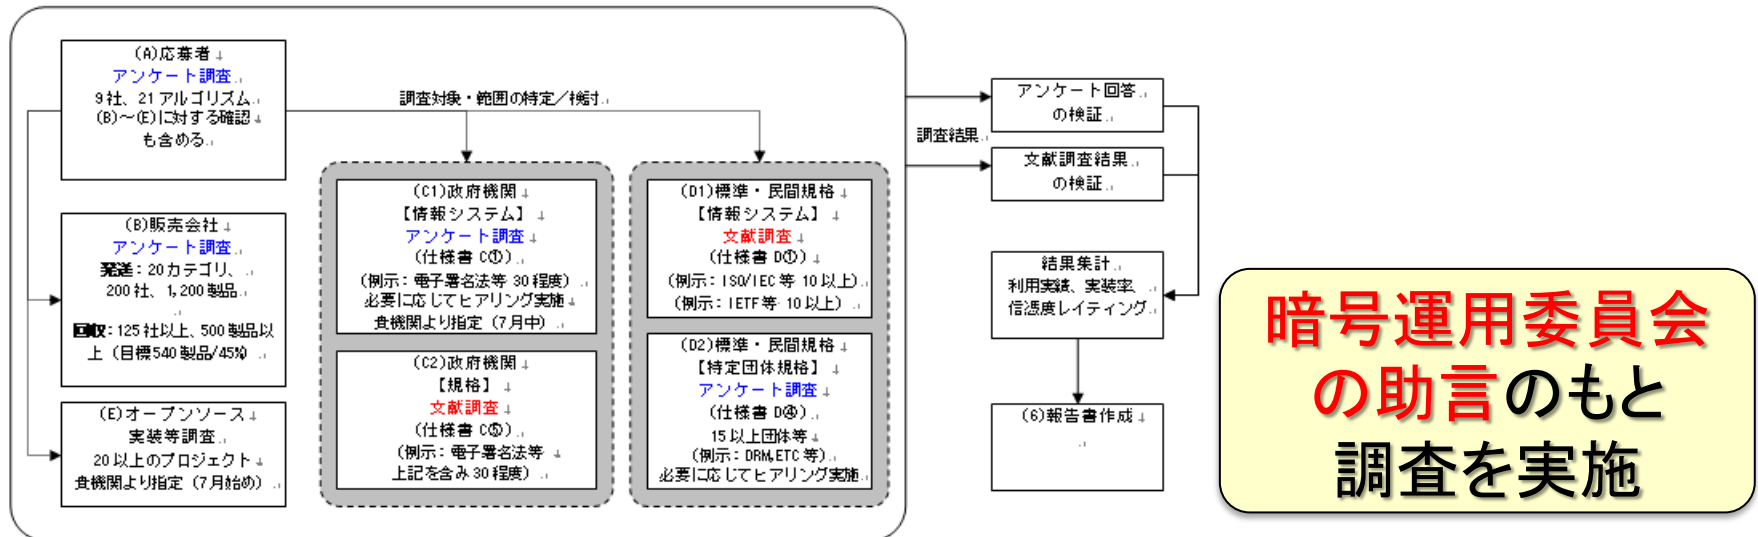 (A)応募者
アンケート調査
9社、21アルゴリズム
(B)～(E)に対する確認
も含める
(B)販売会社
アンケート調査
発送：20カテゴリ、
200社、1,200製品
回収：125社以上、500製品以
上（目標540製品/45%）
(E)オープンソース
実装等調査
20以上のプロジェクト
貴機関より指定（7月始め）
調査対象・範囲の特定／検討
(C1)政府機関
【情報システム】
アンケート調査
(仕様書 C①)
(例示：電子署名法等 30程度)
必要に応じてヒアリング実施
貴機関より指定（7月中）
(C2)政府機関
【規格】
文献調査
(仕様書 C⑤)
(例示：電子署名法等
上記を含み30程度)
(D1)標準・民間規格
【情報システム】
文献調査
(仕様書 D①)
(例示：ISO/IEC等 10以上)
(例示：IETF等 10以上)
(D2)標準・民間規格
【特定団体規格】
アンケート調査
(仕様書 D④)
15以上団体等
(例示：DRM,ETC等)
必要に応じてヒアリング実施
調査結果
アンケート回答
の検証
文献調査結果
の検証
結果集計
利用実績、実装率、
信憑度レイティング
(6)報告書作成
暗号運用委員会
の助言のもと
調査を実施